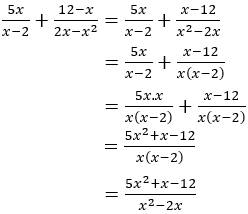 5x/(x−2) + (12−x)/(2x−x²) = 5x/(x−2) + (x−12)/(x²−2x)
= 5x/(x−2) + (x−12)/(x(x−2))
= 5x.x/(x(x−2)) + (x−12)/(x(x−2))
= (5x²+x−12)/(x(x−2))
= (5x²+x−12)/(x²−2x)